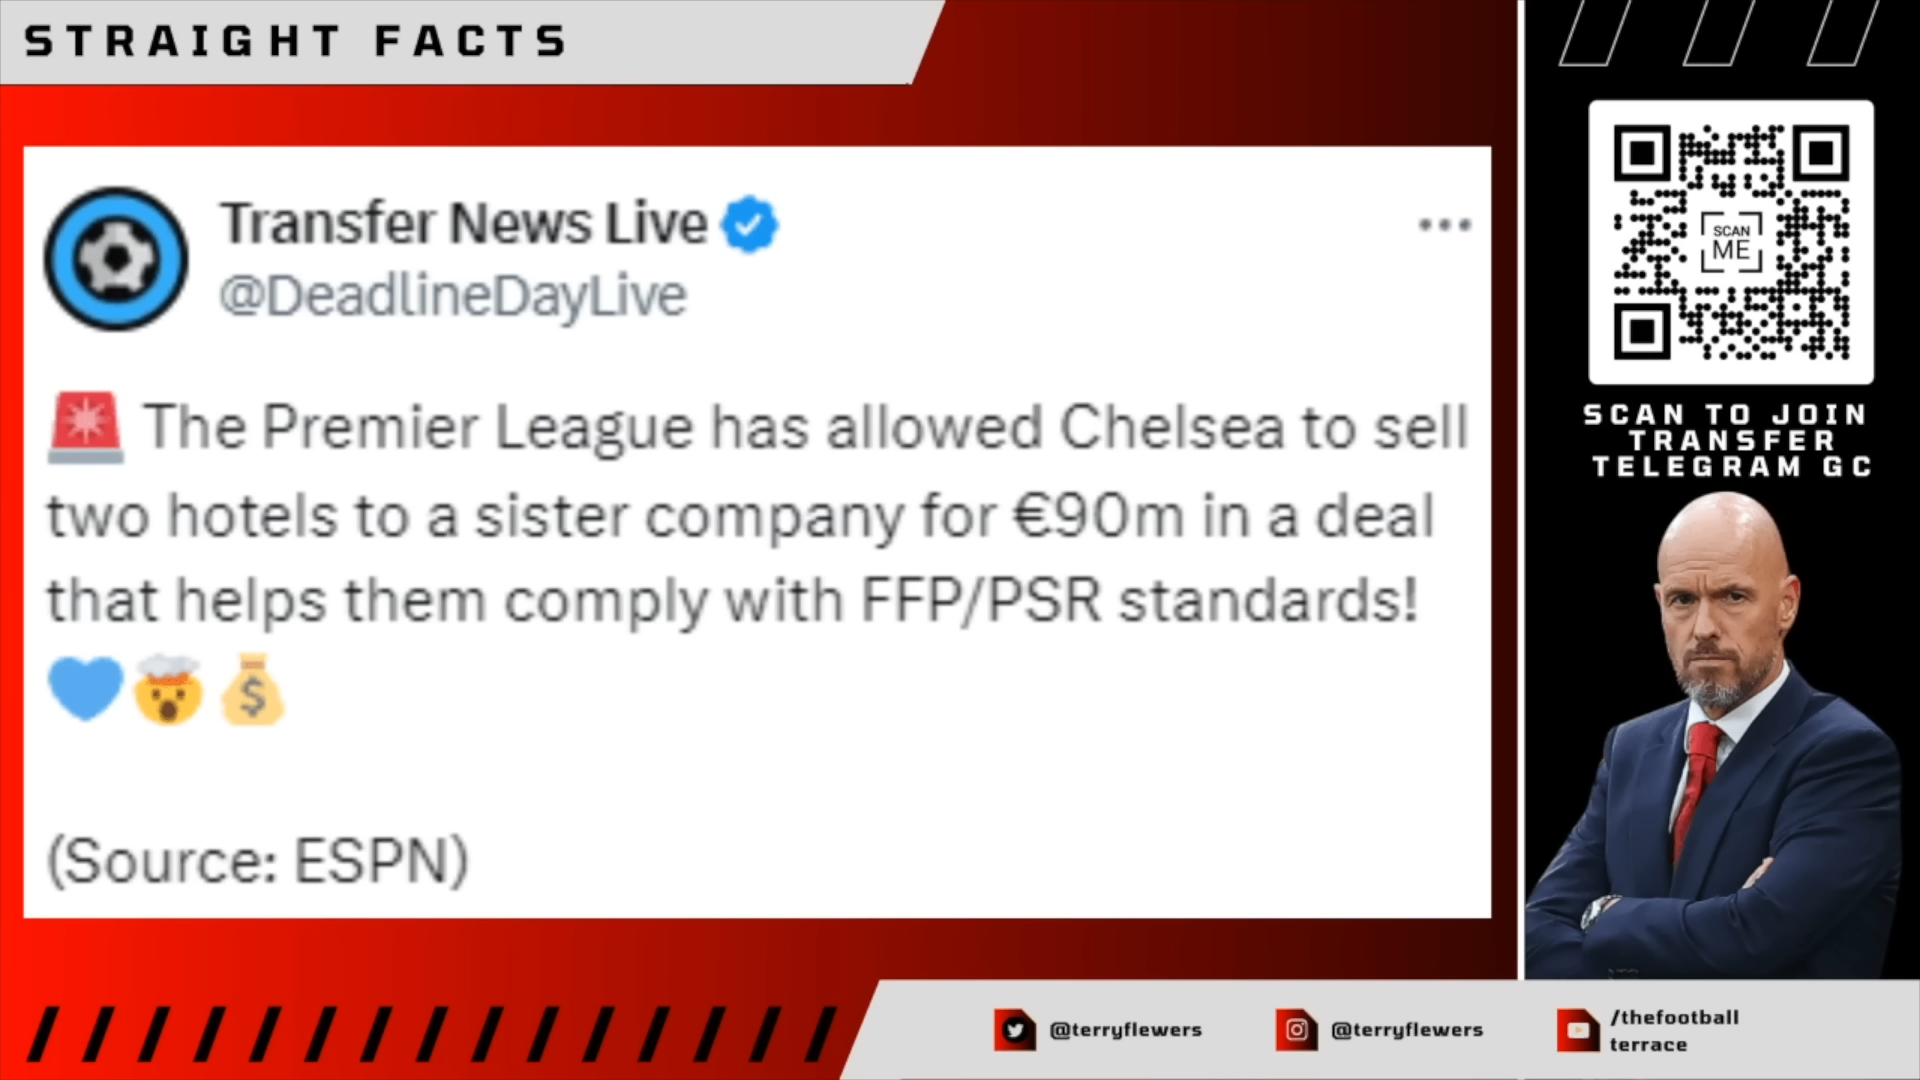 STRAIGHT FACTS
Transfer News Live
@DeadlineDayLive
🚨 The Premier League has allowed Chelsea to sell
two hotels to a sister company for €90m in a deal
that helps them comply with FFP/PSR standards!
💙🤯💰
(Source: ESPN)
SCAN
ME
SCAN TO JOIN
TRANSFER
TELEGRAM GC
@terryflewers
@terryflewers
/thefootball
terrace